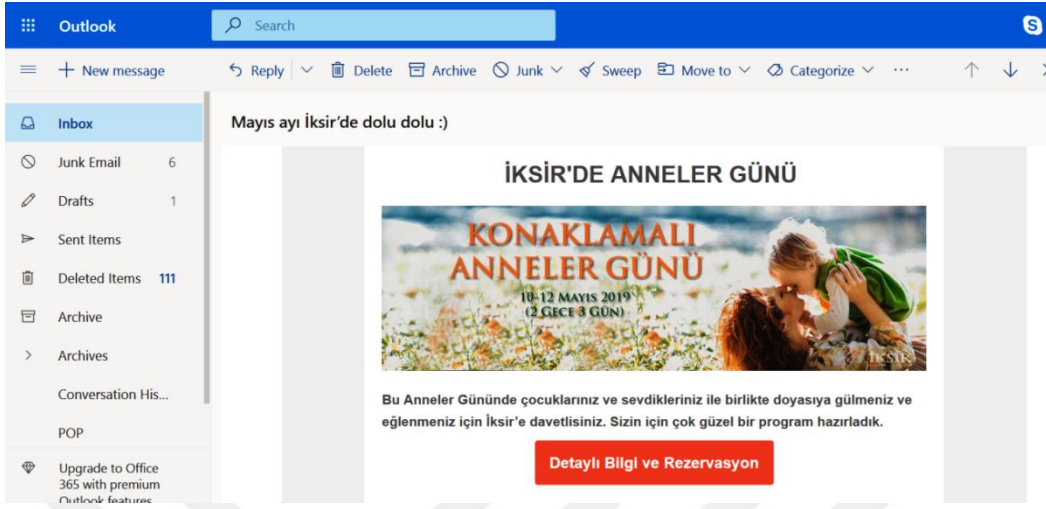 Outlook
Search
New message
Reply
Delete
Archive
Junk
Sweep
Move to
Categorize
Inbox
Junk Email 6
Drafts 1
Sent Items
Deleted Items 111
Archive
Archives
Conversation His...
POP
Upgrade to Office
365 with premium
Outlook features
Mayıs ayı İksir’de dolu dolu :)
İKSİR'DE ANNELER GÜNÜ
KONAKLAMALI
ANNELER GÜNÜ
10-12 MAYIS 2019
(2 GECE 3 GÜN)
İKSİR
Bu Anneler Gününde çocuklarınız ve sevdikleriniz ile birlikte doyasıya gülmeniz ve
eğlenmeniz için İksir’e davetlisiniz. Sizin için çok güzel bir program hazırladık.
Detaylı Bilgi ve Rezervasyon